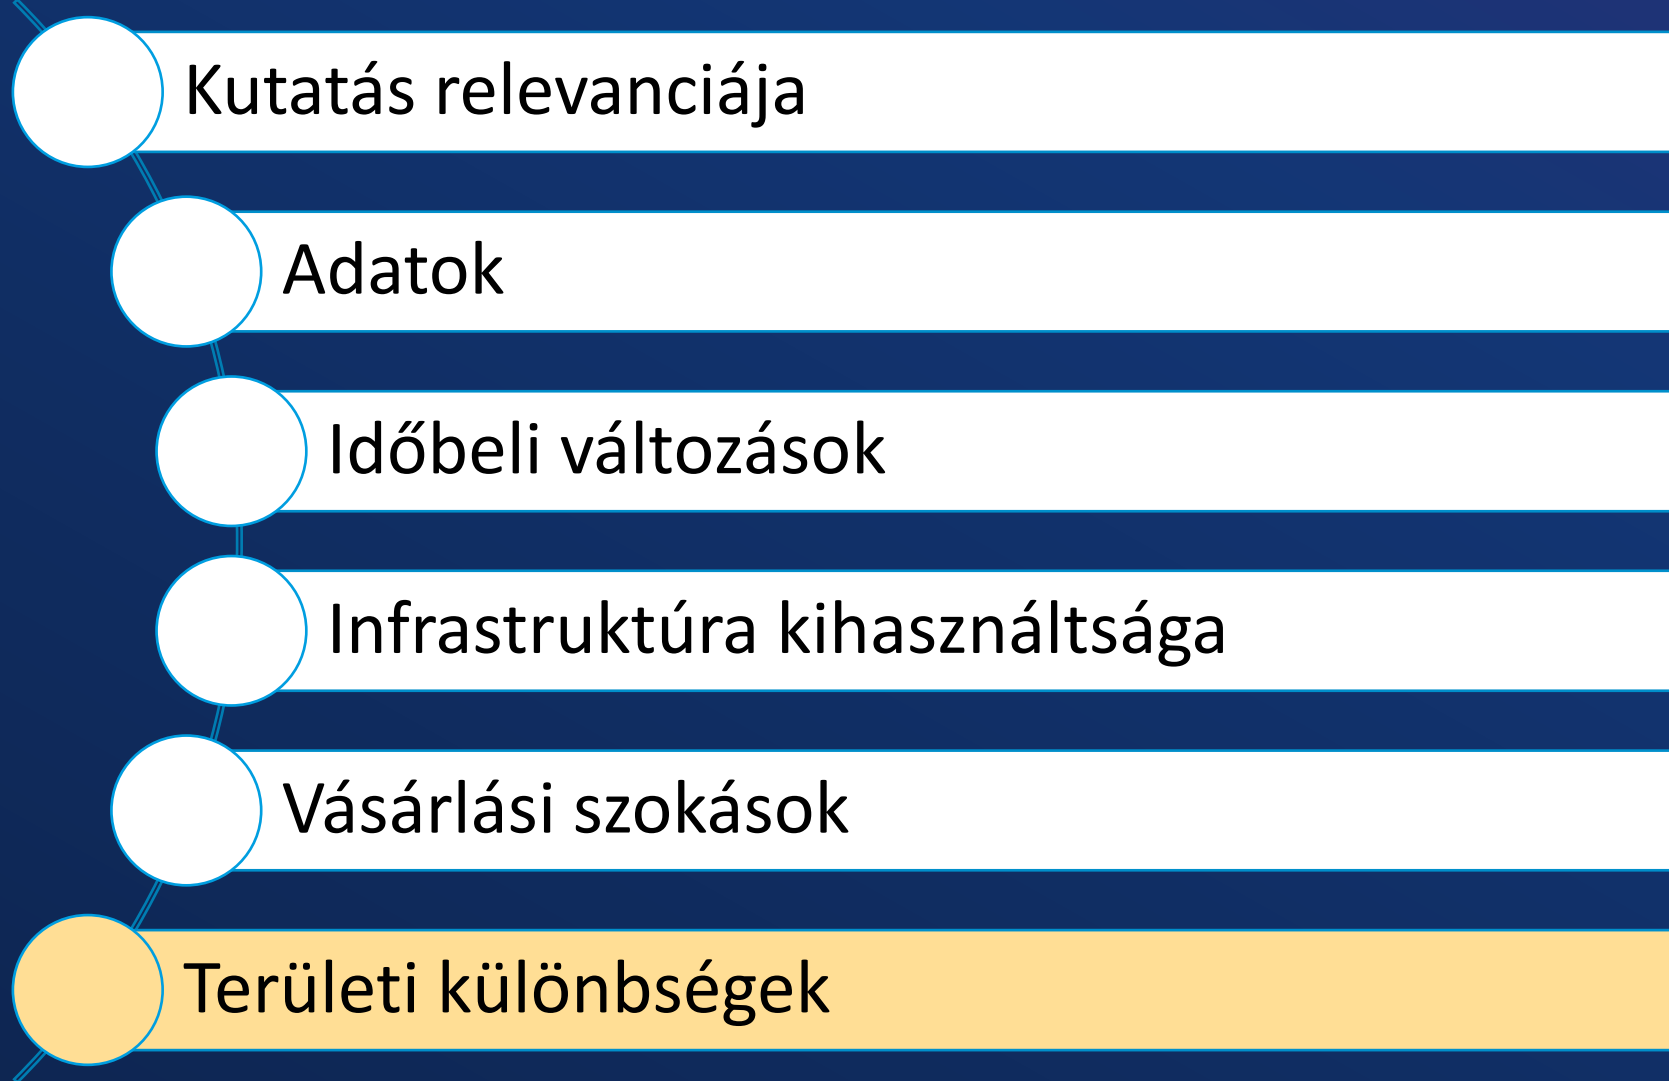 Kutatás relevanciája
Adatok
Időbeli változások
Infrastruktúra kihasználtsága
Vásárlási szokások
Területi különbségek